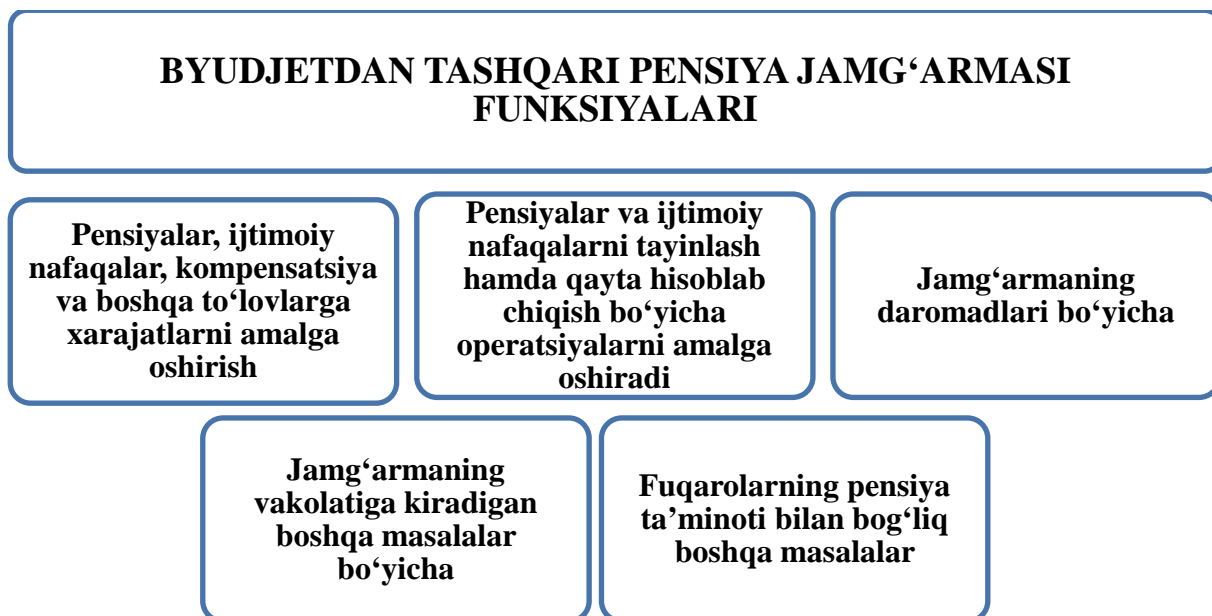 BYUDJETDAN TASHQARI PENSIYA JAMG‘ARMASI
FUNKSIYALARI
Pensiyalar, ijtimoiy
nafaqalar, kompensatsiya
va boshqa to‘lovlarga
xarajatlarni amalga
oshirish
Pensiyalar va ijtimoiy
nafaqalarni tayinlash
hamda qayta hisoblab
chiqish bo‘yicha
operatsiyalarni amalga
oshiradi
Jamg‘armaning
daromadlari bo‘yicha
Jamg‘armaning
vakolatiga kiradigan
boshqa masalalar
bo‘yicha
Fuqarolarning pensiya
ta’minoti bilan bog‘liq
boshqa masalalar